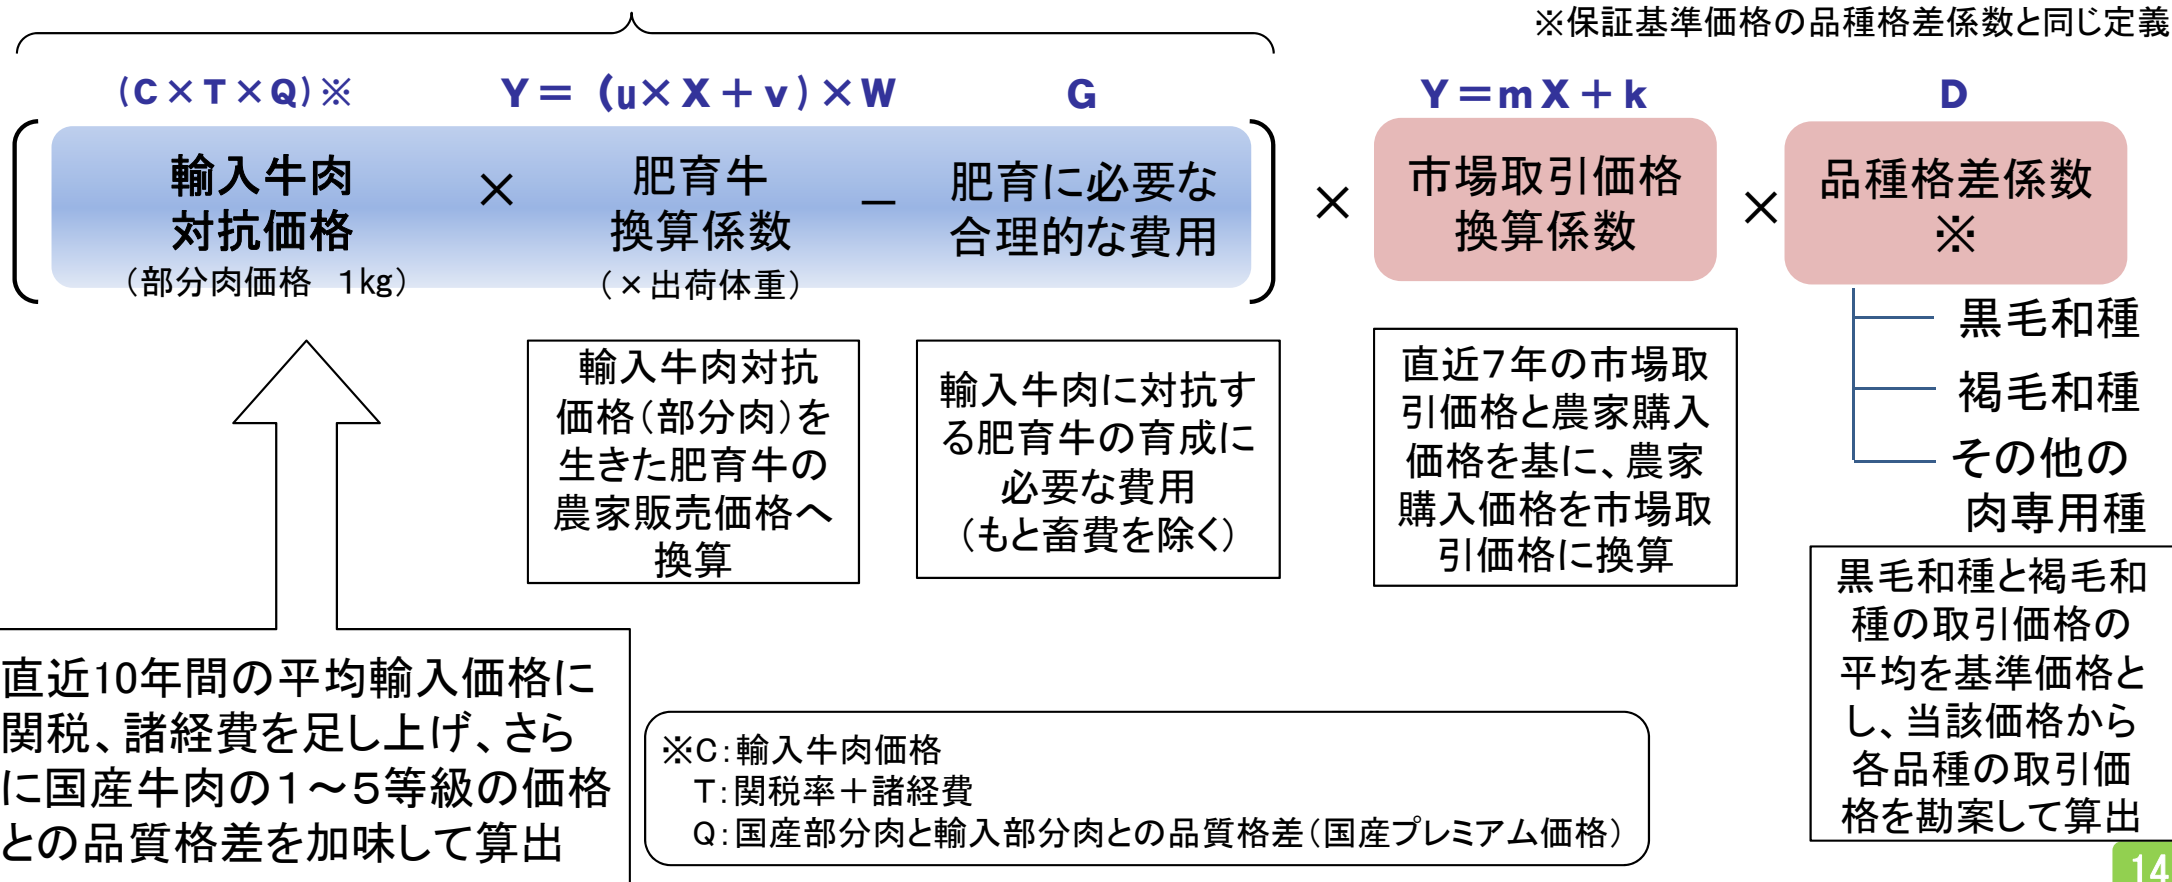 ※保証基準価格の品種格差係数と同じ定義
(C×T×Q)※
Y=(u×X+v)×W
G
Y=mX+k
D
輸入牛肉
対抗価格
(部分肉価格 1kg)
×
肥育牛
換算係数
(×出荷体重)
－
肥育に必要な
合理的な費用
×
市場取引価格
換算係数
×
品種格差係数
※
黒毛和種
褐毛和種
その他の
肉専用種
輸入牛肉対抗
価格(部分肉)を
生きた肥育牛の
農家販売価格へ
換算
輸入牛肉に対抗す
る肥育牛の育成に
必要な費用
(もと畜費を除く)
直近7年の市場取
引価格と農家購入
価格を基に、農家
購入価格を市場取
引価格に換算
黒毛和種と褐毛和
種の取引価格の
平均を基準価格と
し、当該価格から
各品種の取引価
格を勘案して算出
直近10年間の平均輸入価格に
関税、諸経費を足し上げ、さら
に国産牛肉の1～5等級の価格
との品質格差を加味して算出
※C:輸入牛肉価格
T:関税率+諸経費
Q:国産部分肉と輸入部分肉との品質格差(国産プレミアム価格)
14